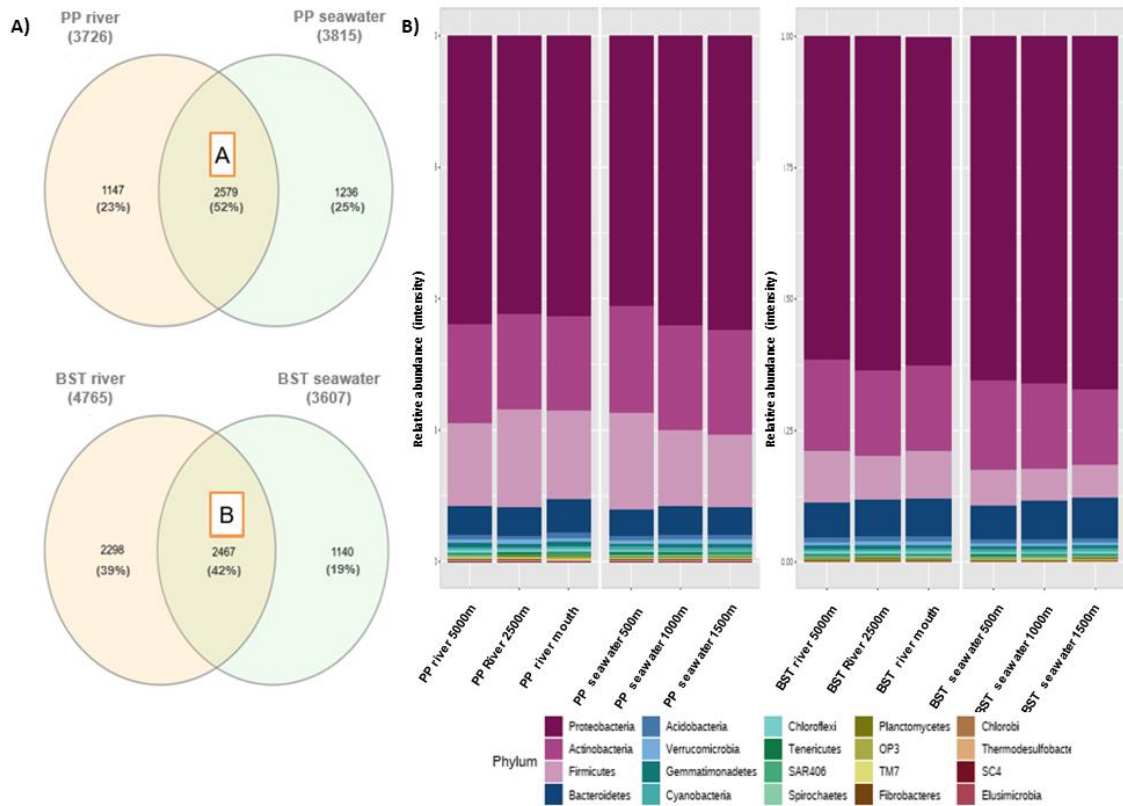 A)
PP river
(3726)
PP seawater
(3815)
A
1147
(23%)
2579
(52%)
1236
(25%)
BST river
(4765)
BST seawater
(3607)
B
2298
(39%)
2467
(42%)
1140
(19%)
B)
Relative abundance (intensity)
PP river 5000m
PP River 2500m
PP river mouth
PP seawater 500m
PP seawater 1000m
PP seawater 1500m
Relative abundance (intensity)
1.00
0.75
0.50
0.25
0.00
BST river 5000m
BST River 2500m
BST river mouth
BST seawater 500m
BST seawater 1000m
BST seawater 1500m
Phylum
Proteobacteria
Actinobacteria
Firmicutes
Bacteroidetes
Acidobacteria
Verrucomicrobia
Gemmatimonadetes
Cyanobacteria
Chloroflexi
Tenericutes
SAR406
Spirochaetes
Planctomycetes
OP3
TM7
Fibrobacteres
Chlorobi
Thermodesulfobacte
SC4
Elusimicrobia